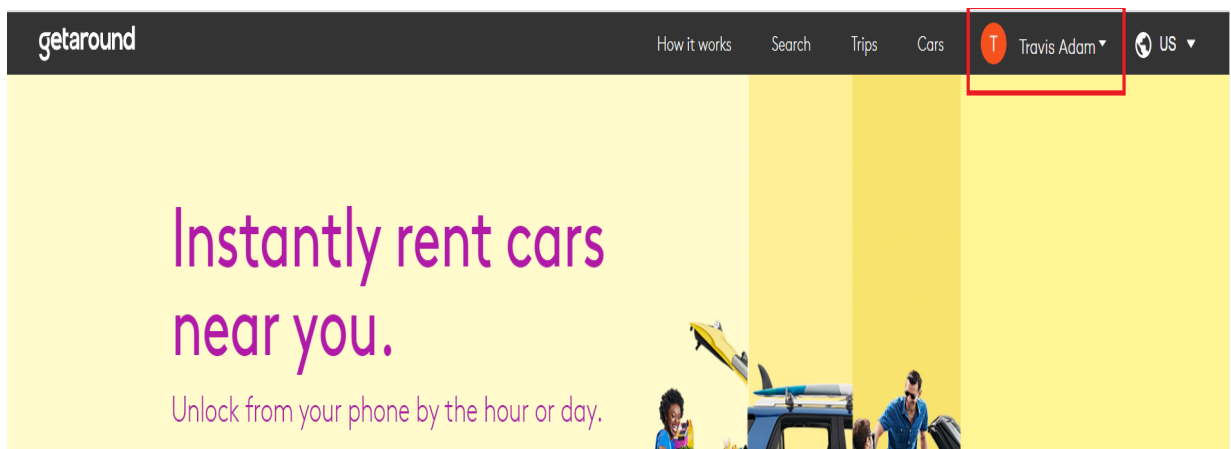 getaround
How it works Search Trips Cars T Travis Adam US
Instantly rent cars
near you.
Unlock from your phone by the hour or day.